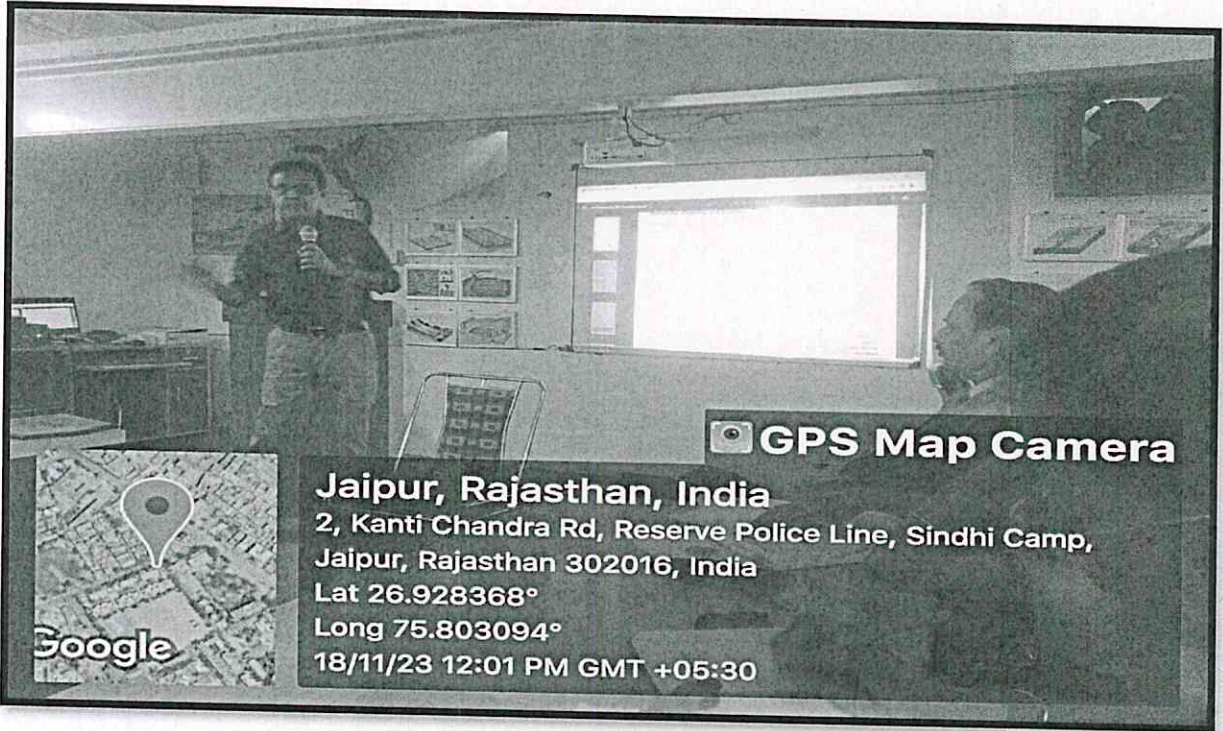 GPS Map Camera
Jaipur, Rajasthan, India
2, Kanti Chandra Rd, Reserve Police Line, Sindhi Camp,
Jaipur, Rajasthan 302016, India
Lat 26.928368°
Long 75.803094°
18/11/23 12:01 PM GMT +05:30
Google